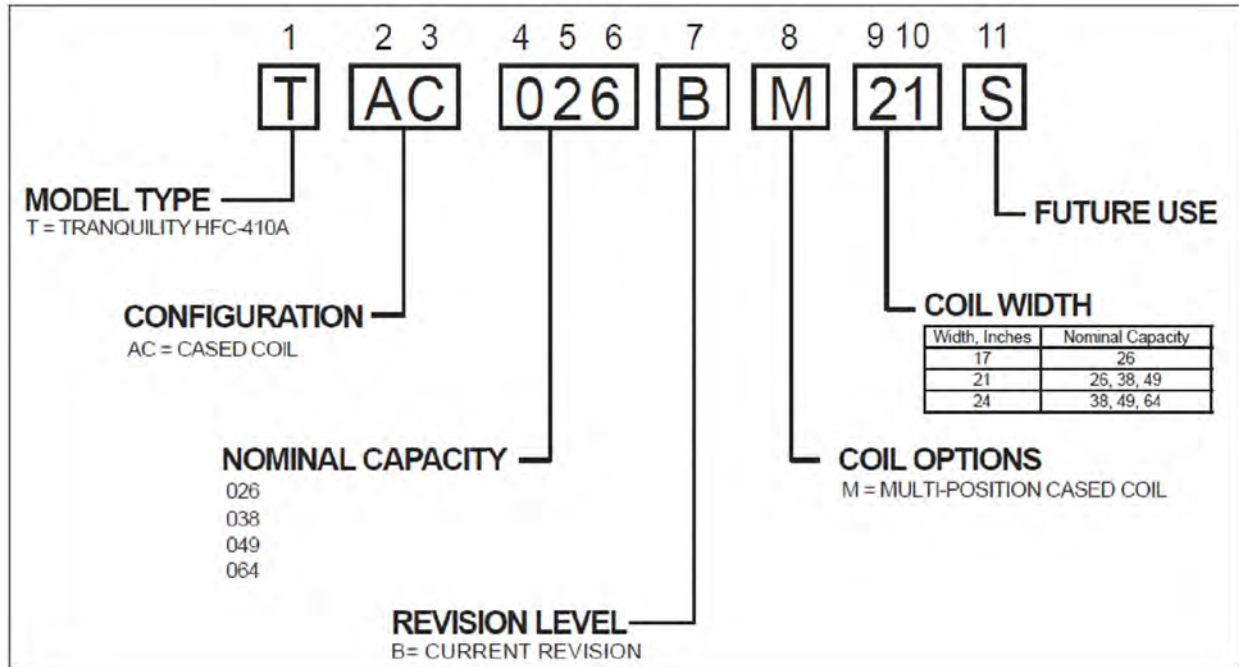 1 2 3 4 5 6 7 8 9 10 11
T AC 026 B M 21 S
MODEL TYPE
T = TRANQUILITY HFC-410A
FUTURE USE
CONFIGURATION
AC = CASED COIL
COIL WIDTH
Width, Inches Nominal Capacity
17 26
21 26, 38, 49
24 38, 49, 64
NOMINAL CAPACITY
026
038
049
064
COIL OPTIONS
M = MULTI-POSITION CASED COIL
REVISION LEVEL
B= CURRENT REVISION